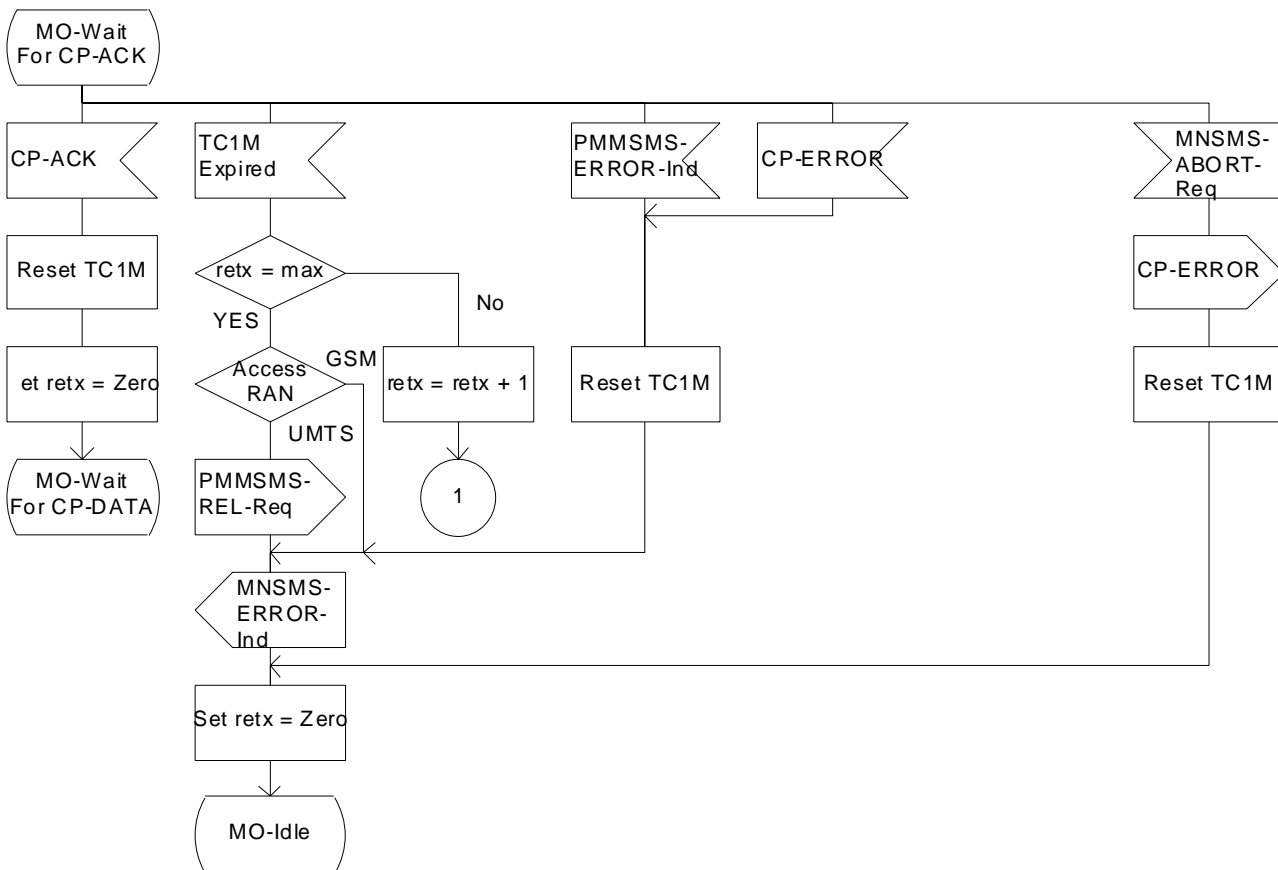 MO-Wait
For CP-ACK
CP-ACK
TC1M
Expired
PMMSMS-
ERROR-Ind
CP-ERROR
MNSMS-
ABORT-
Req
Reset TC1M
retx = max
No
CP-ERROR
YES
et retx = Zero
Access
RAN
GSM
retx = retx + 1
Reset TC1M
Reset TC1M
UMTS
MO-Wait
For CP-DATA
PMMSMS-
REL-Req
1
MNSMS-
ERROR-
Ind
Set retx = Zero
MO-Idle